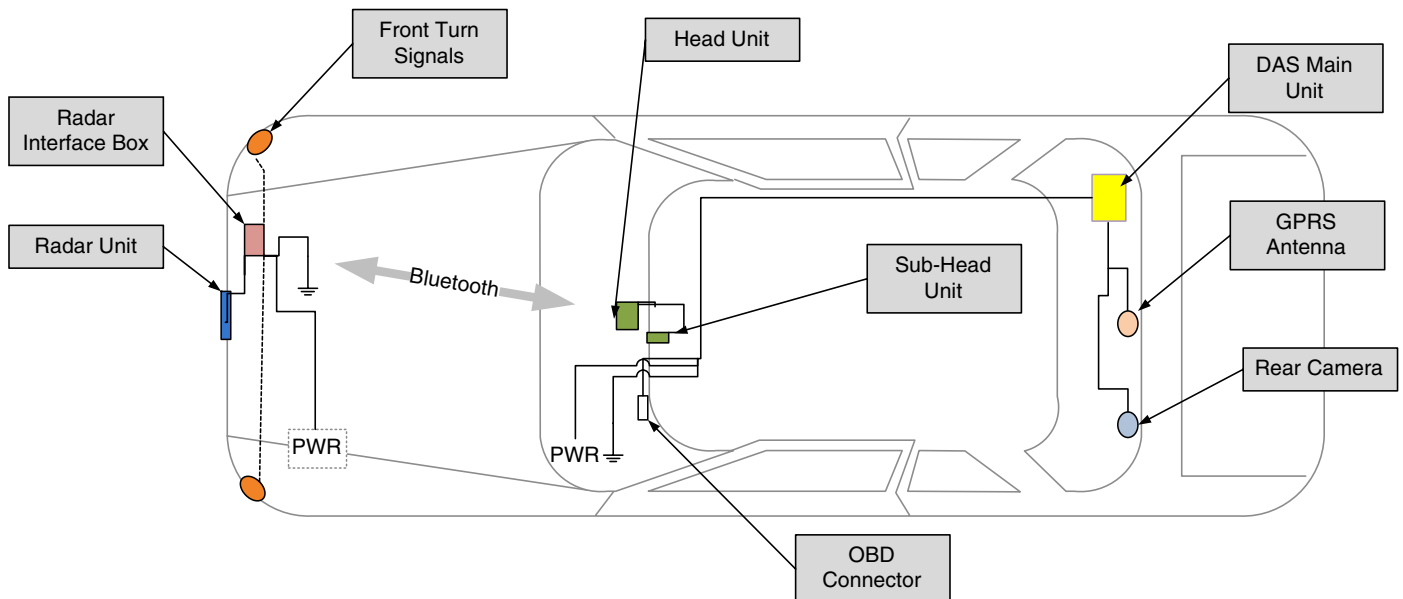 Front Turn
Signals
Head Unit
DAS Main
Unit
Radar
Interface Box
Radar Unit
GPRS
Antenna
Sub-Head
Unit
Bluetooth
Rear Camera
PWR
PWR
OBD
Connector